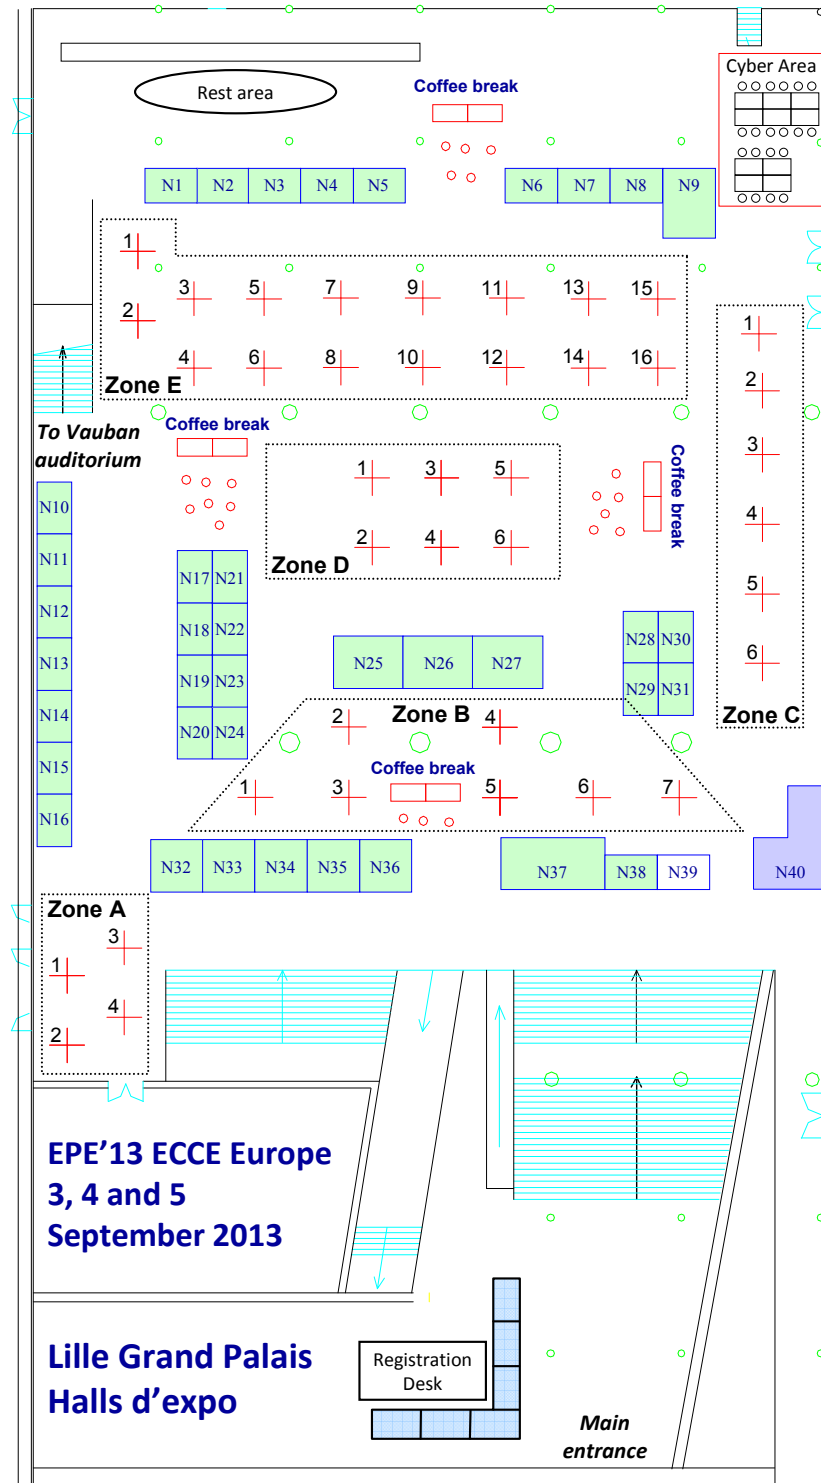 Cyber Area
Coffee break
Rest area
N1 N2 N3 N4 N5 N6 N7 N8 N9
1
2
3 5 7 9 11 13 15
4 6 8 10 12 14 16
Zone E
1
2
3
4
5
6
Zone C
To Vauban
auditorium
Coffee break
Coffee break
1 3 5
2 4 6
Zone D
N10
N11
N12
N13
N14
N15
N16
N17 N21
N18 N22
N19 N23
N20 N24
N25 N26 N27
N28 N30
N29 N31
Zone B
2 4
Coffee break
1 3 5 6 7
N32 N33 N34 N35 N36 N37 N38 N39 N40
Zone A
3
1
4
2
EPE’13 ECCE Europe
3, 4 and 5
September 2013
Lille Grand Palais
Halls d’expo
Registration
Desk
Main
entrance